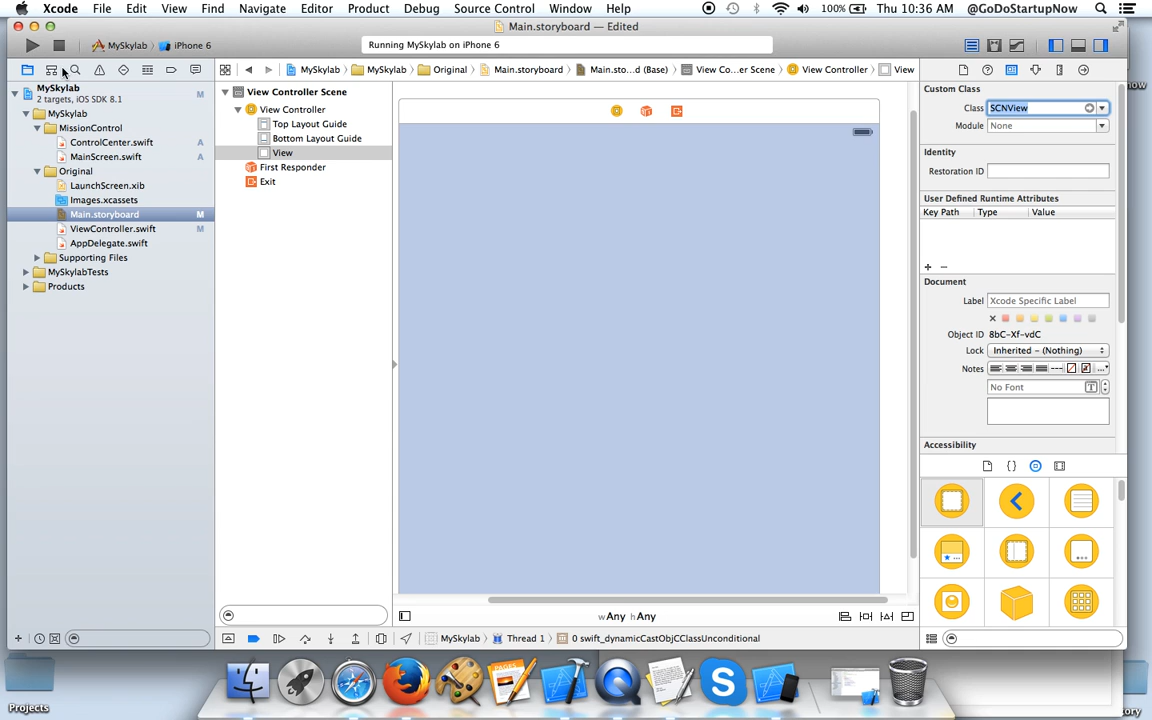 Xcode File Edit View Find Navigate Editor Product Debug Source Control Window Help 100% Thu 10:36 AM @GoDoStartupNow
Main.storyboard — Edited
MySkylab iPhone 6 Running MySkylab on iPhone 6
MySkylab MySkylab Original Main.storyboard Main.sto...d (Base) View Co...er Scene View Controller View
MySkylab M
2 targets, iOS SDK 8.1
MySkylab
MissionControl
ControlCenter.swift A
MainScreen.swift A
Original
LaunchScreen.xib
Images.xcassets
Main.storyboard M
ViewController.swift M
AppDelegate.swift
Supporting Files
MySkylabTests
Products
View Controller Scene
View Controller
Top Layout Guide
Bottom Layout Guide
View
First Responder
Exit
Custom Class
Class SCNView
Module None
Identity
Restoration ID
User Defined Runtime Attributes
Key Path Type Value
+ −
Document
Label Xcode Specific Label
Object ID 8bC-Xf-vdC
Lock Inherited - (Nothing)
Notes
No Font
Accessibility
wAny hAny
MySkylab Thread 1 0 swift_dynamicCastObjCClassUnconditional
PAGES
Projects